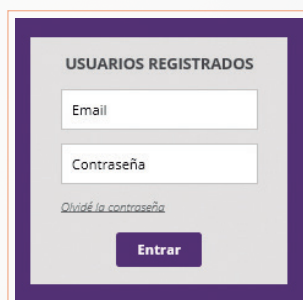 USUARIOS REGISTRADOS
Email
Contraseña
Olvidé la contraseña
Entrar